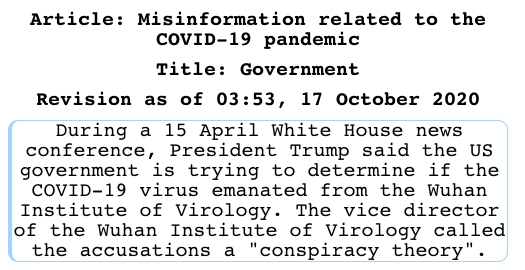 Article: Misinformation related to the
COVID-19 pandemic
Title: Government
Revision as of 03:53, 17 October 2020
During a 15 April White House news
conference, President Trump said the US
government is trying to determine if the
COVID-19 virus emanated from the Wuhan
Institute of Virology. The vice director
of the Wuhan Institute of Virology called
the accusations a "conspiracy theory".